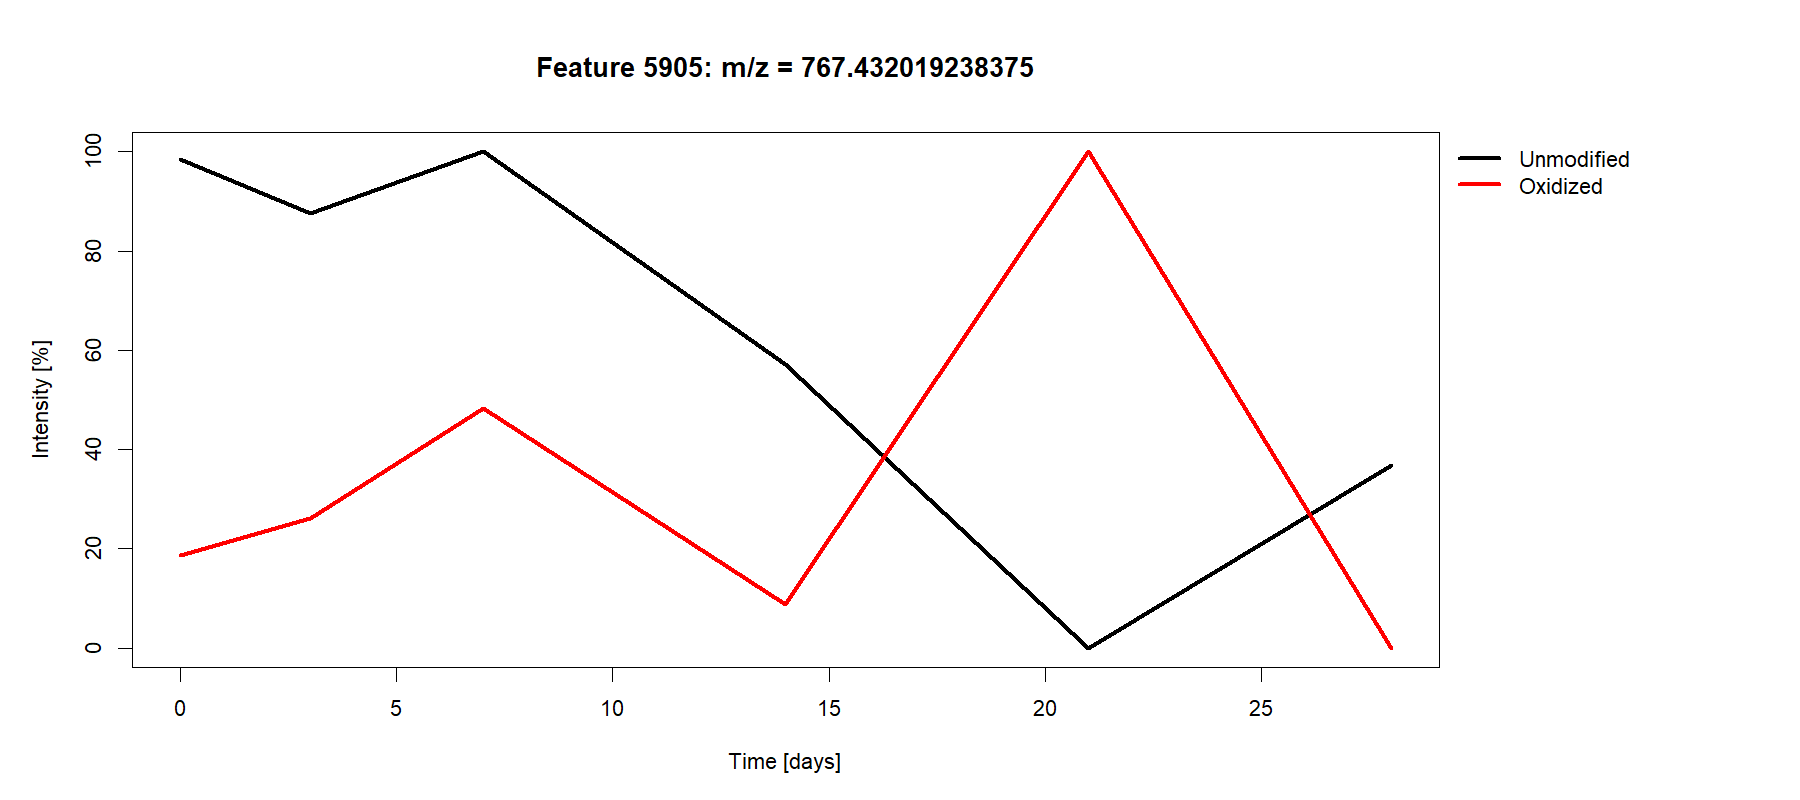 Feature 5905: m/z = 767.432019238375
Unmodified
Oxidized
Intensity [%]
100
80
60
40
20
0
0 5 10 15 20 25
Time [days]